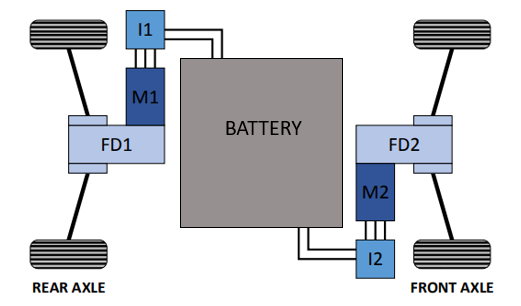 I1
M1
BATTERY
FD1
FD2
M2
I2
REAR AXLE
FRONT AXLE